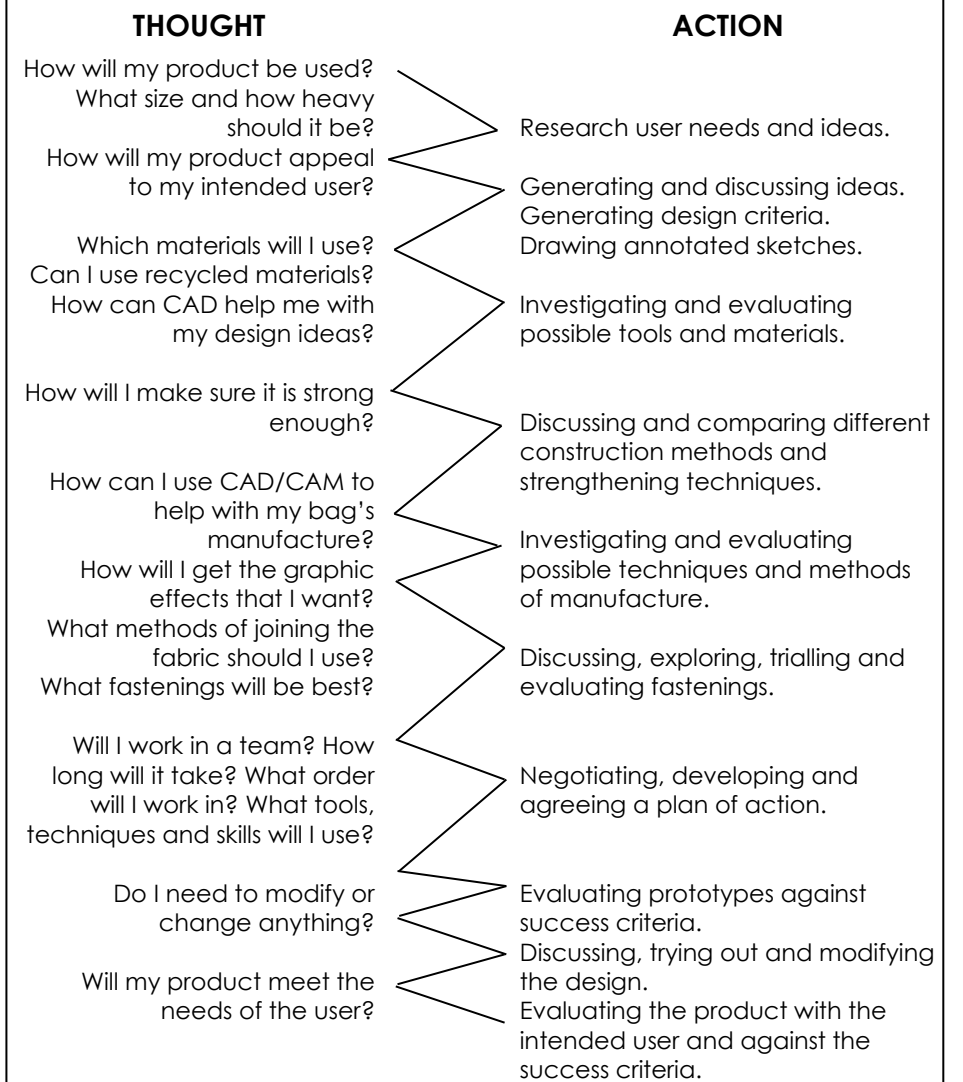 THOUGHT
How will my product be used?
What size and how heavy
should it be?
How will my product appeal
to my intended user?
Which materials will I use?
Can I use recycled materials?
How can CAD help me with
my design ideas?
How will I make sure it is strong
enough?
How can I use CAD/CAM to
help with my bag’s
manufacture?
How will I get the graphic
effects that I want?
What methods of joining the
fabric should I use?
What fastenings will be best?
Will I work in a team? How
long will it take? What order
will I work in? What tools,
techniques and skills will I use?
Do I need to modify or
change anything?
Will my product meet the
needs of the user?
ACTION
Research user needs and ideas.
Generating and discussing ideas.
Generating design criteria.
Drawing annotated sketches.
Investigating and evaluating
possible tools and materials.
Discussing and comparing different
construction methods and
strengthening techniques.
Investigating and evaluating
possible techniques and methods
of manufacture.
Discussing, exploring, trialling and
evaluating fastenings.
Negotiating, developing and
agreeing a plan of action.
Evaluating prototypes against
success criteria.
Discussing, trying out and modifying
the design.
Evaluating the product with the
intended user and against the
success criteria.